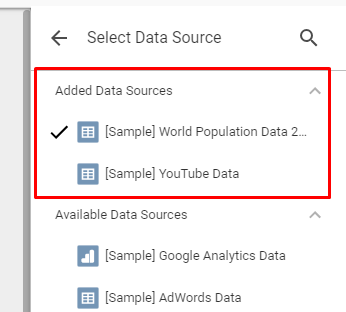 Select Data Source
Added Data Sources
[Sample] World Population Data 2...
[Sample] YouTube Data
Available Data Sources
[Sample] Google Analytics Data
[Sample] AdWords Data